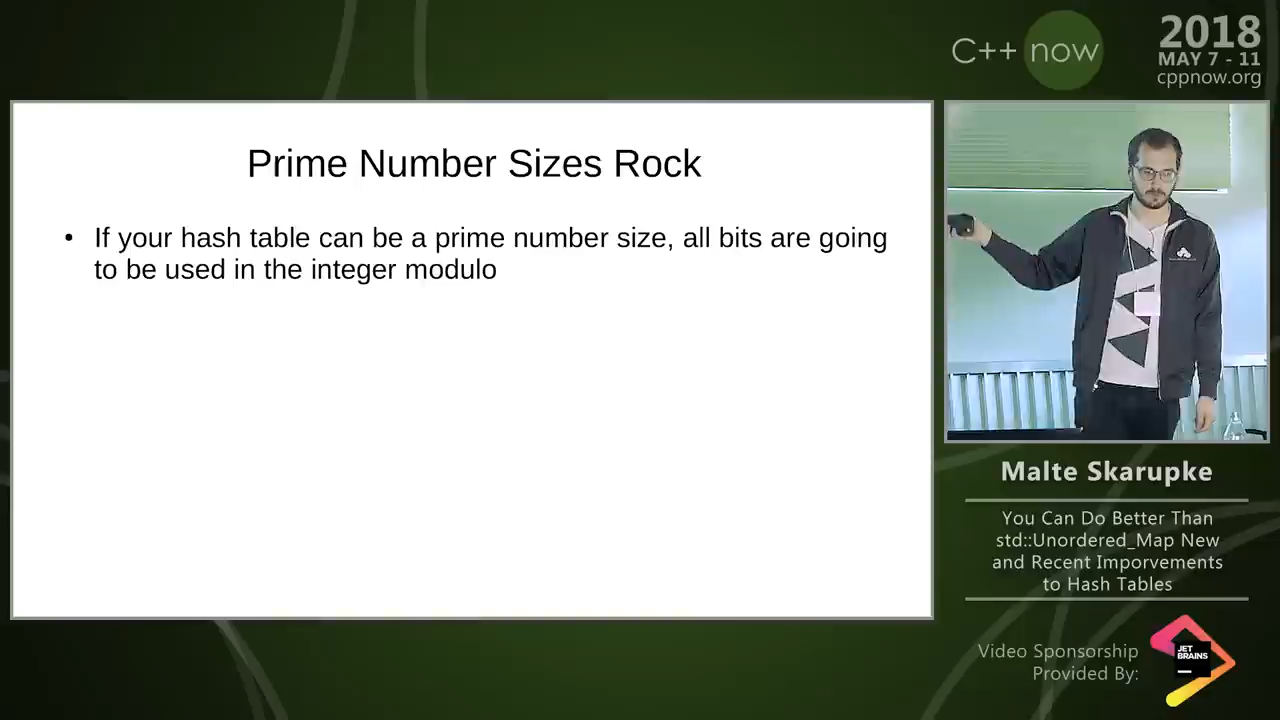 C++ now
2018
MAY 7 - 11
cppnow.org
Prime Number Sizes Rock
• If your hash table can be a prime number size, all bits are going
to be used in the integer modulo
Malte Skarupke
You Can Do Better Than
std::Unordered_Map New
and Recent Imporvements
to Hash Tables
Video Sponsorship
Provided By:
JET
BRAINS